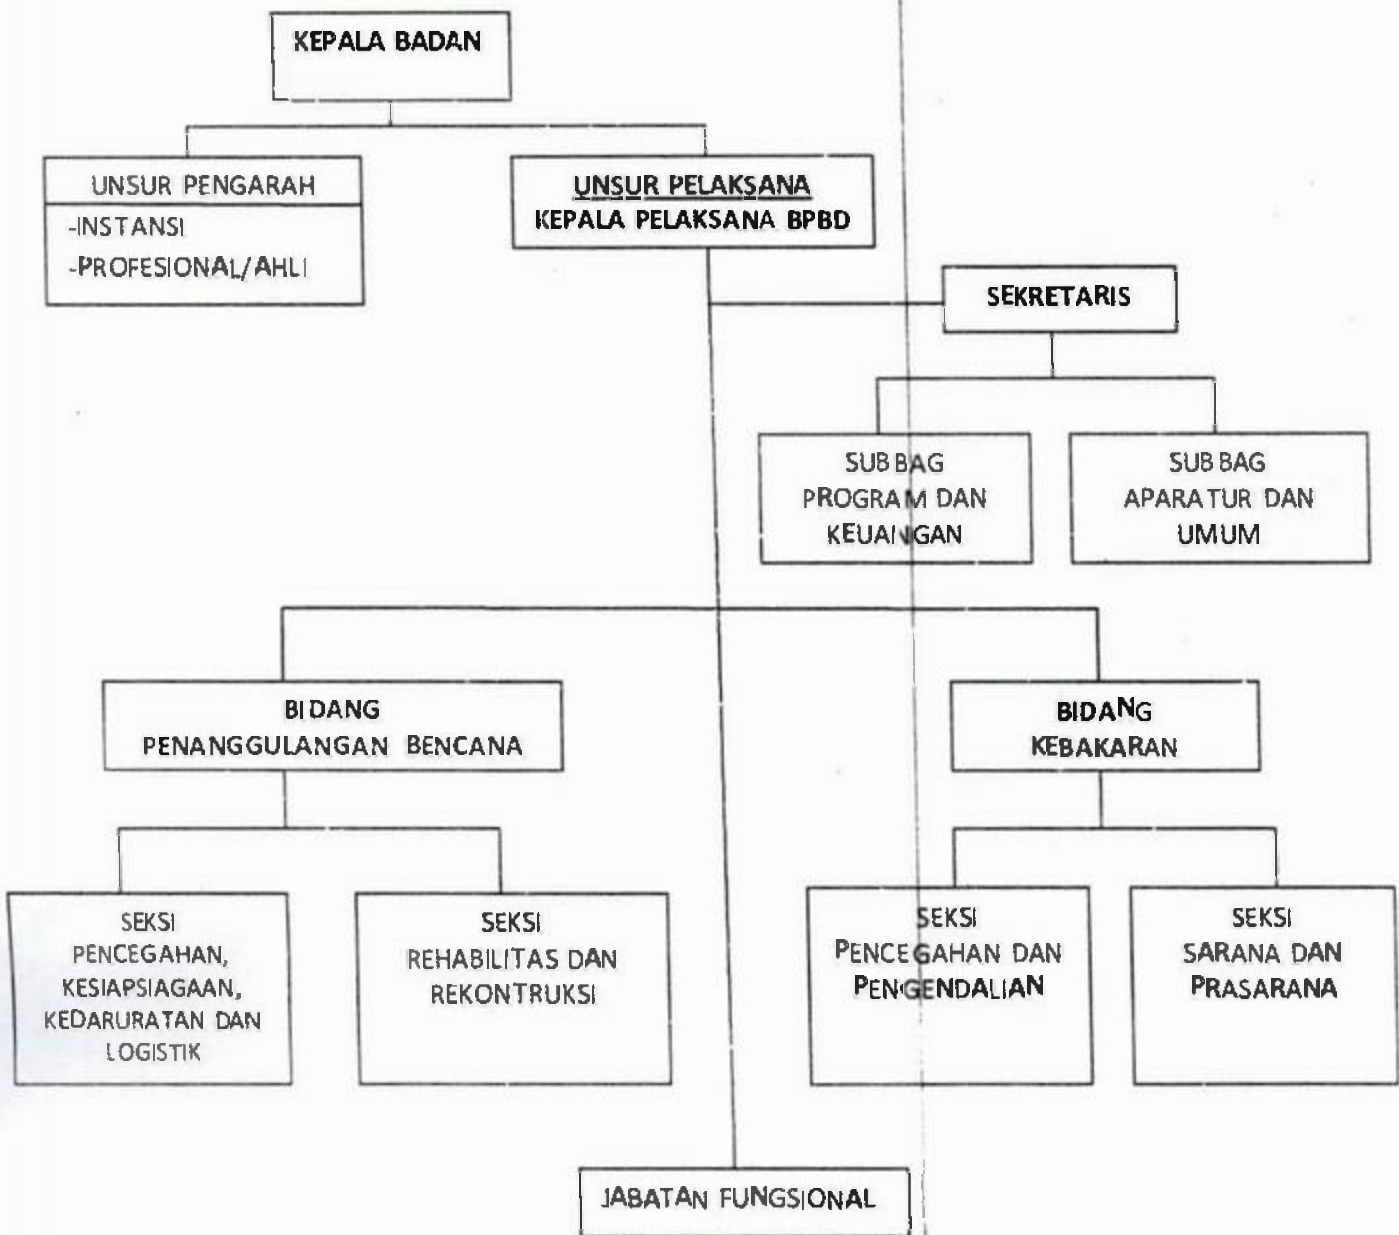 KEPALA BADAN
UNSUR PENGARAH
-INSTANSI
-PROFESIONAL/AHLI
UNSUR PELAKSANA
KEPALA PELAKSANA BPBD
SEKRETARIS
SUB BAG
PROGRAM DAN
KEUANGAN
SUB BAG
APARATUR DAN
UMUM
BIDANG
PENANGGULANGAN BENCANA
BIDANG
KEBAKARAN
SEKSI
PENCEGAHAN,
KESIAPSIAGAAN,
KEDARURATAN DAN
LOGISTIK
SEKSI
REHABILITAS DAN
REKONTRUKSI
SEKSI
PENCEGAHAN DAN
PENGENDALIAN
SEKSI
SARANA DAN
PRASARANA
JABATAN FUNGSIONAL